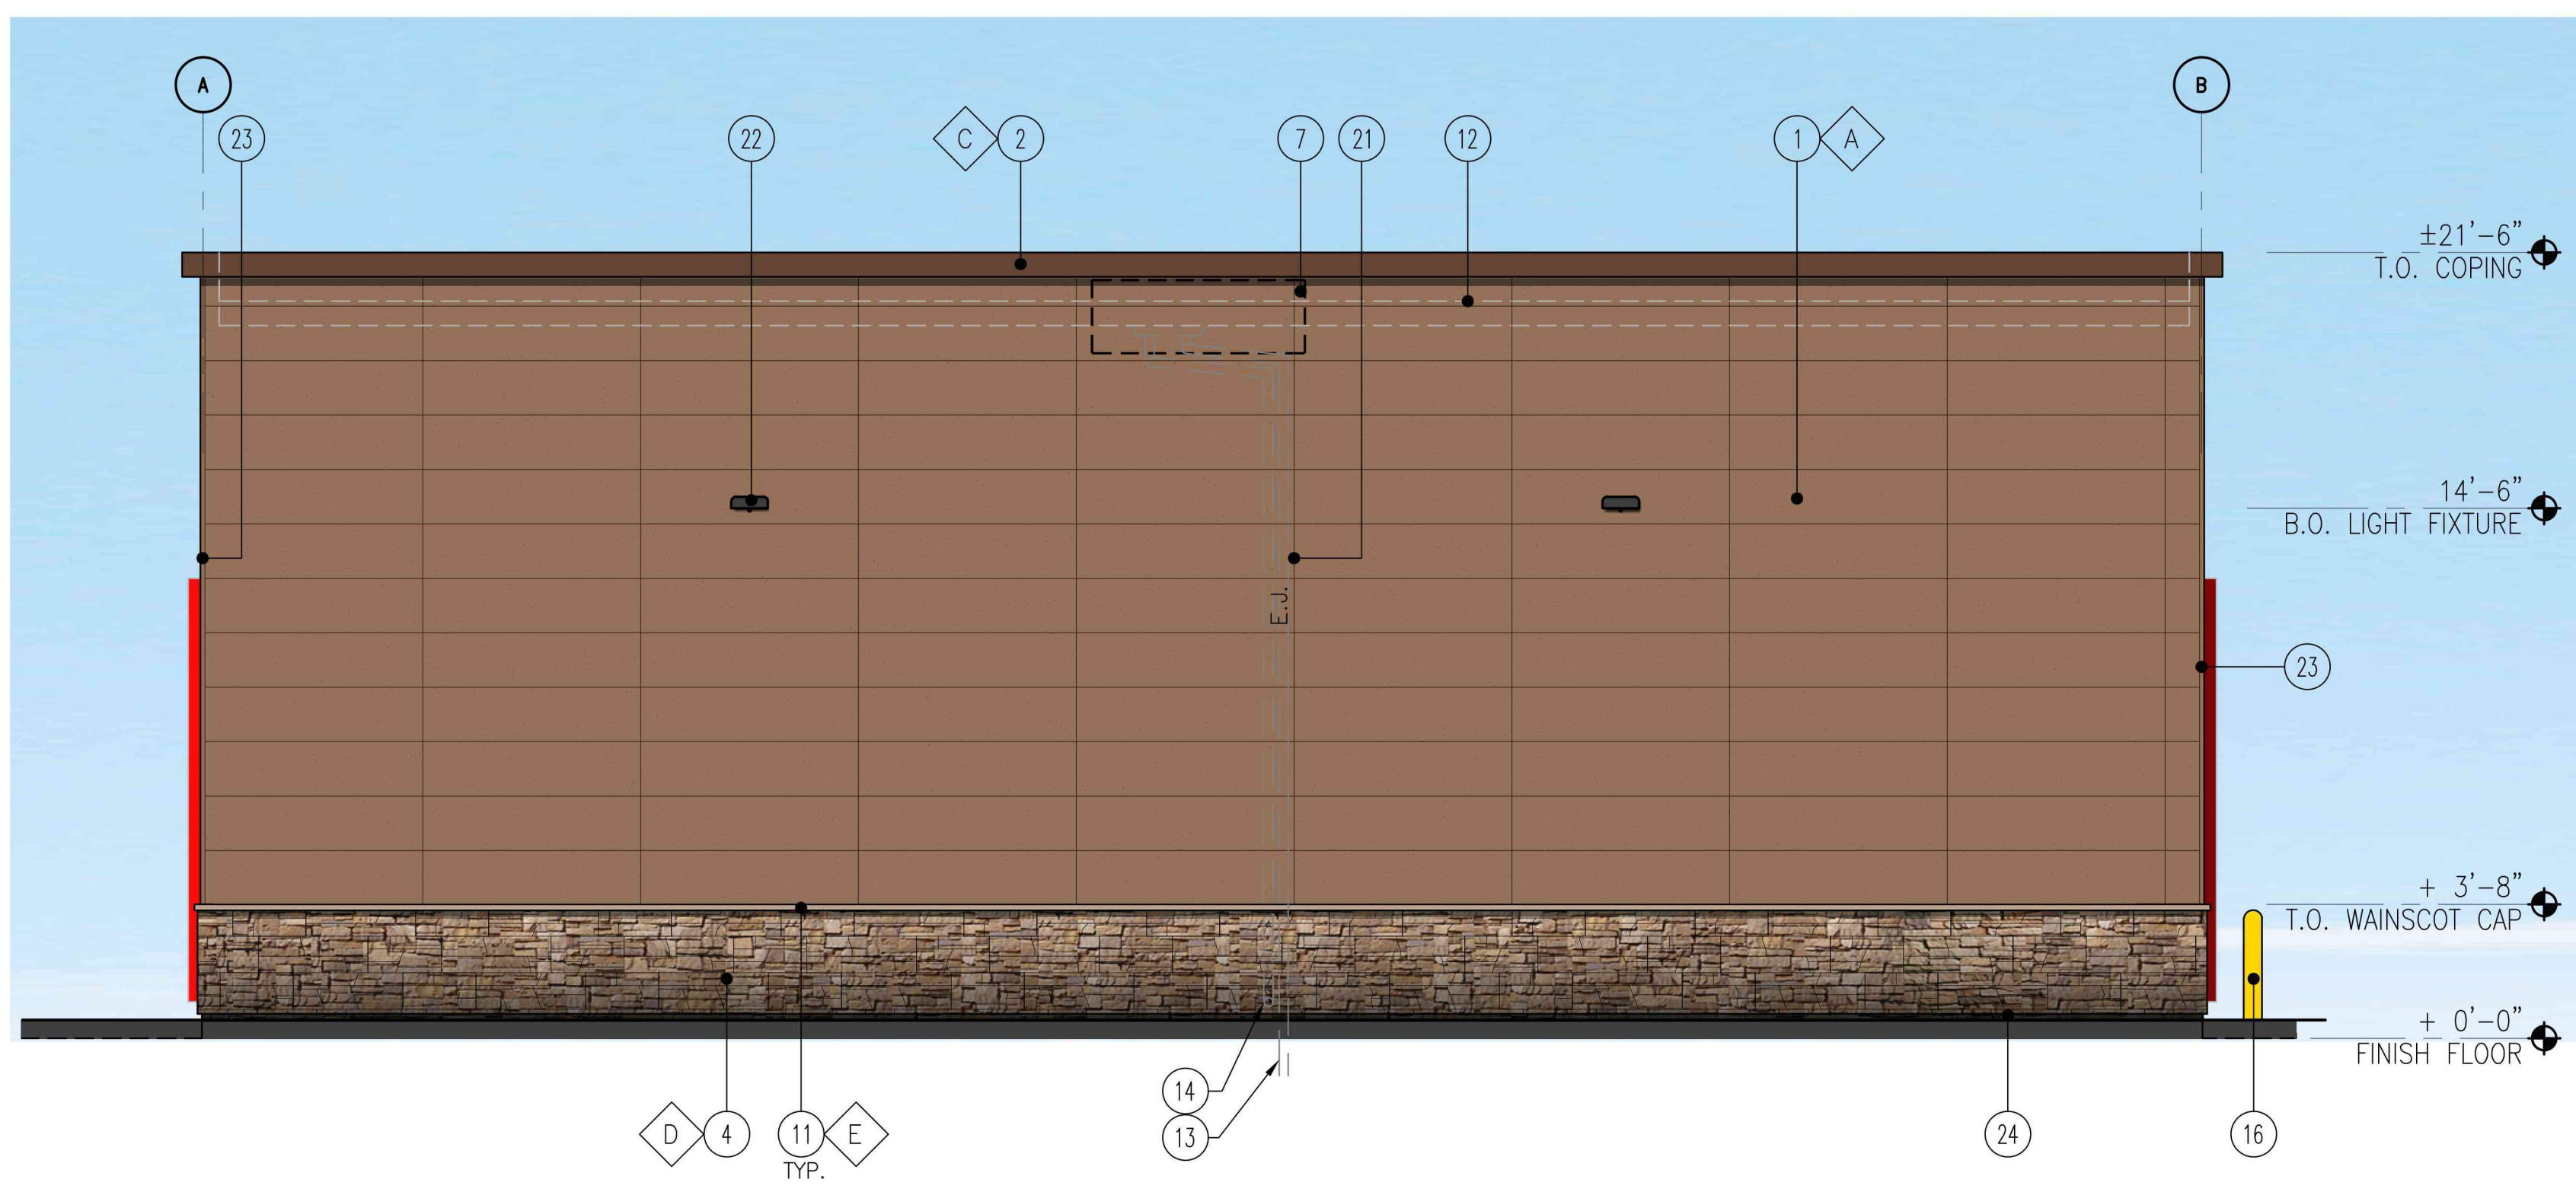 A
B
23
22
C 2
7
21
12
1 A
±21'-6"
T.O. COPING
14'-6"
B.O. LIGHT FIXTURE
E.J.
23
+ 3'-8"
T.O. WAINSCOT CAP
+ 0'-0"
FINISH FLOOR
14
13
D 4
11 E
TYP.
24
16